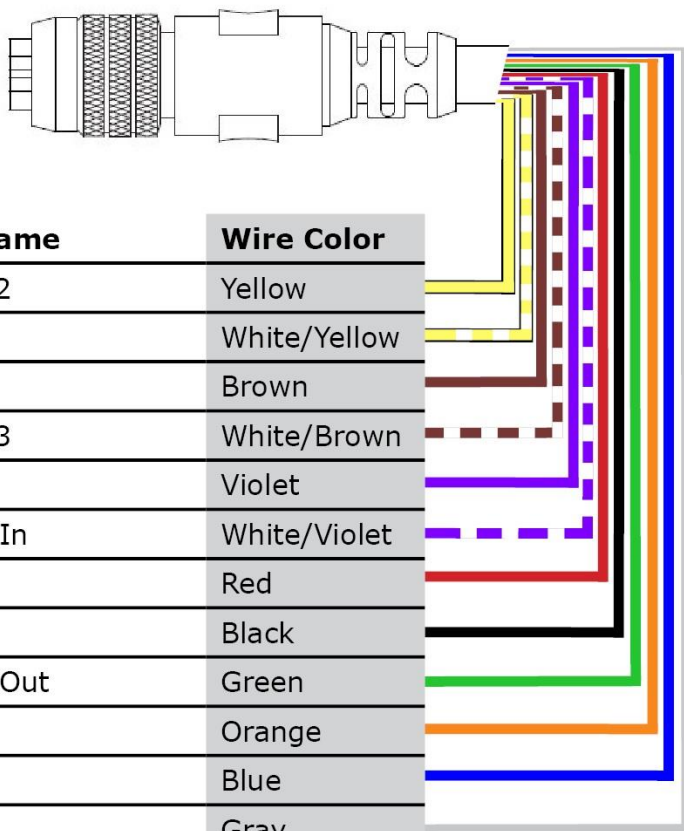 ame Wire Color
2 Yellow
White/Yellow
Brown
3 White/Brown
Violet
In White/Violet
Red
Black
Out Green
Orange
Blue
Gray